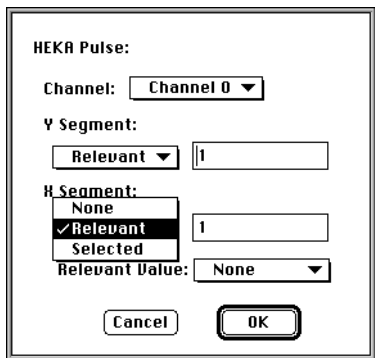 HEKA Pulse:
Channel: Channel 0
Y Segment:
Relevant 1
X Segment:
None
✓Relevant 1
Selected
Relevant Value: None
Cancel OK